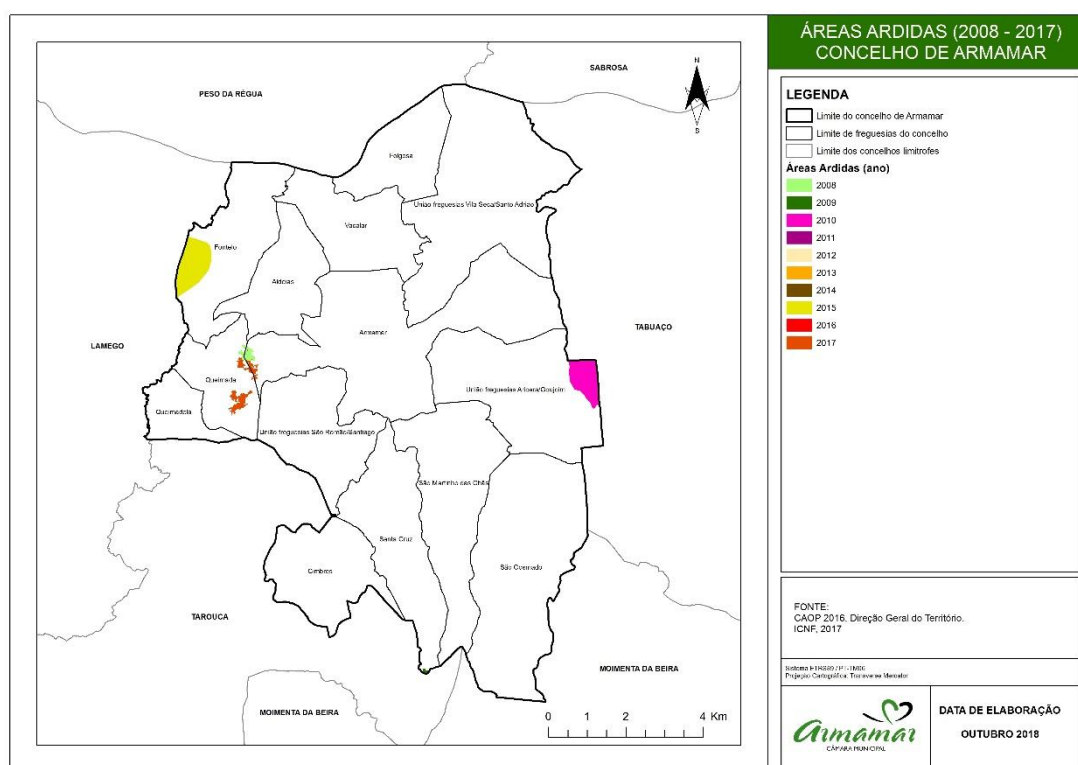 ÁREAS ARDIDAS (2008 - 2017)
CONCELHO DE ARMAMAR
SABROSA
PESO DA RÉGUA
N
S
Folgosa
União freguesias Vila Seca/Santo Adrião
Vacalar
Fontelo
Aldeias
Armamar
TABUAÇO
LAMEGO
Queimada
União freguesias Aricera/Goujoim
Queimadela
União freguesias São Romão/Santiago
São Martinho das Chãs
Santa Cruz
São Cosmado
Cimbres
TAROUCA
MOIMENTA DA BEIRA
MOIMENTA DA BEIRA
0 1 2 4 Km
LEGENDA
Limite do concelho de Armamar
Limite de freguesias do concelho
Limite dos concelhos limítrofes
Áreas Ardidas (ano)
2008
2009
2010
2011
2012
2013
2014
2015
2016
2017
FONTE:
CAOP 2016. Direção Geral do Território.
ICNF, 2017
Sistema ETRS89 / PT-TM06
Projeção Cartográfica: Transverse Mercator
Armamar
CÂMARA MUNICIPAL
DATA DE ELABORAÇÃO
OUTUBRO 2018